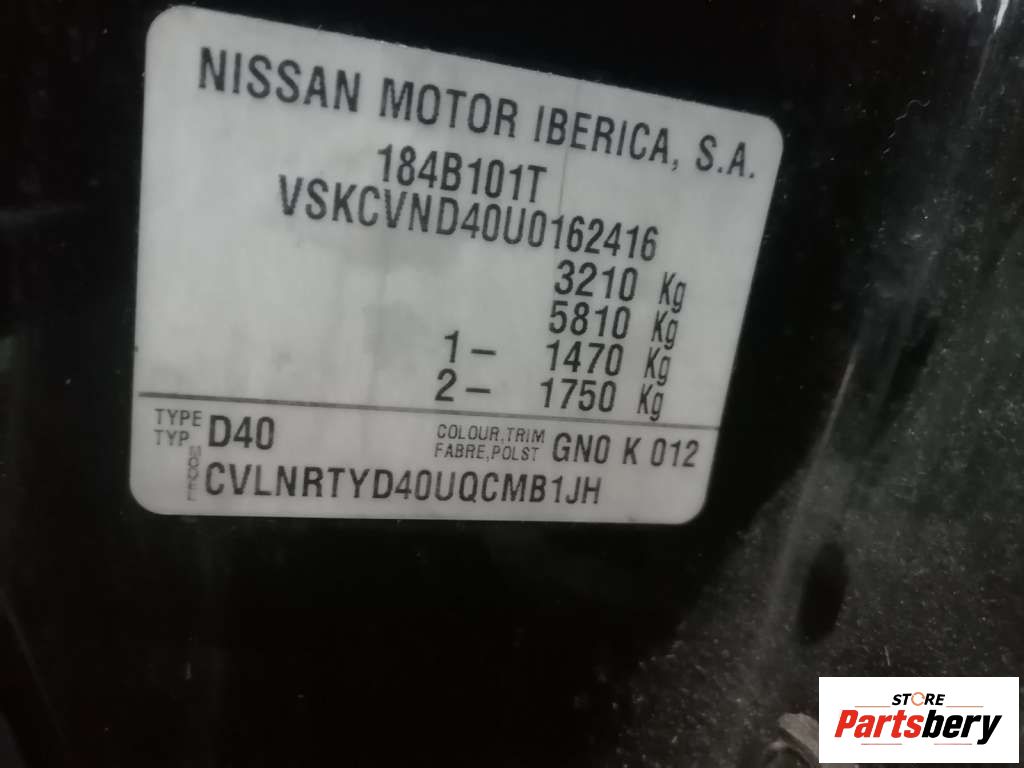 NISSAN MOTOR IBERICA, S.A.
184B101T
VSKCVND40U0162416
3210 Kg
5810 Kg
1- 1470 Kg
2- 1750 Kg
TYPE
TYP
D40
COLOUR,TRIM
FABRE,POLST
GN0 K 012
MODEL
CVLNRTYD40UQCMB1JH
STORE
Partsbery